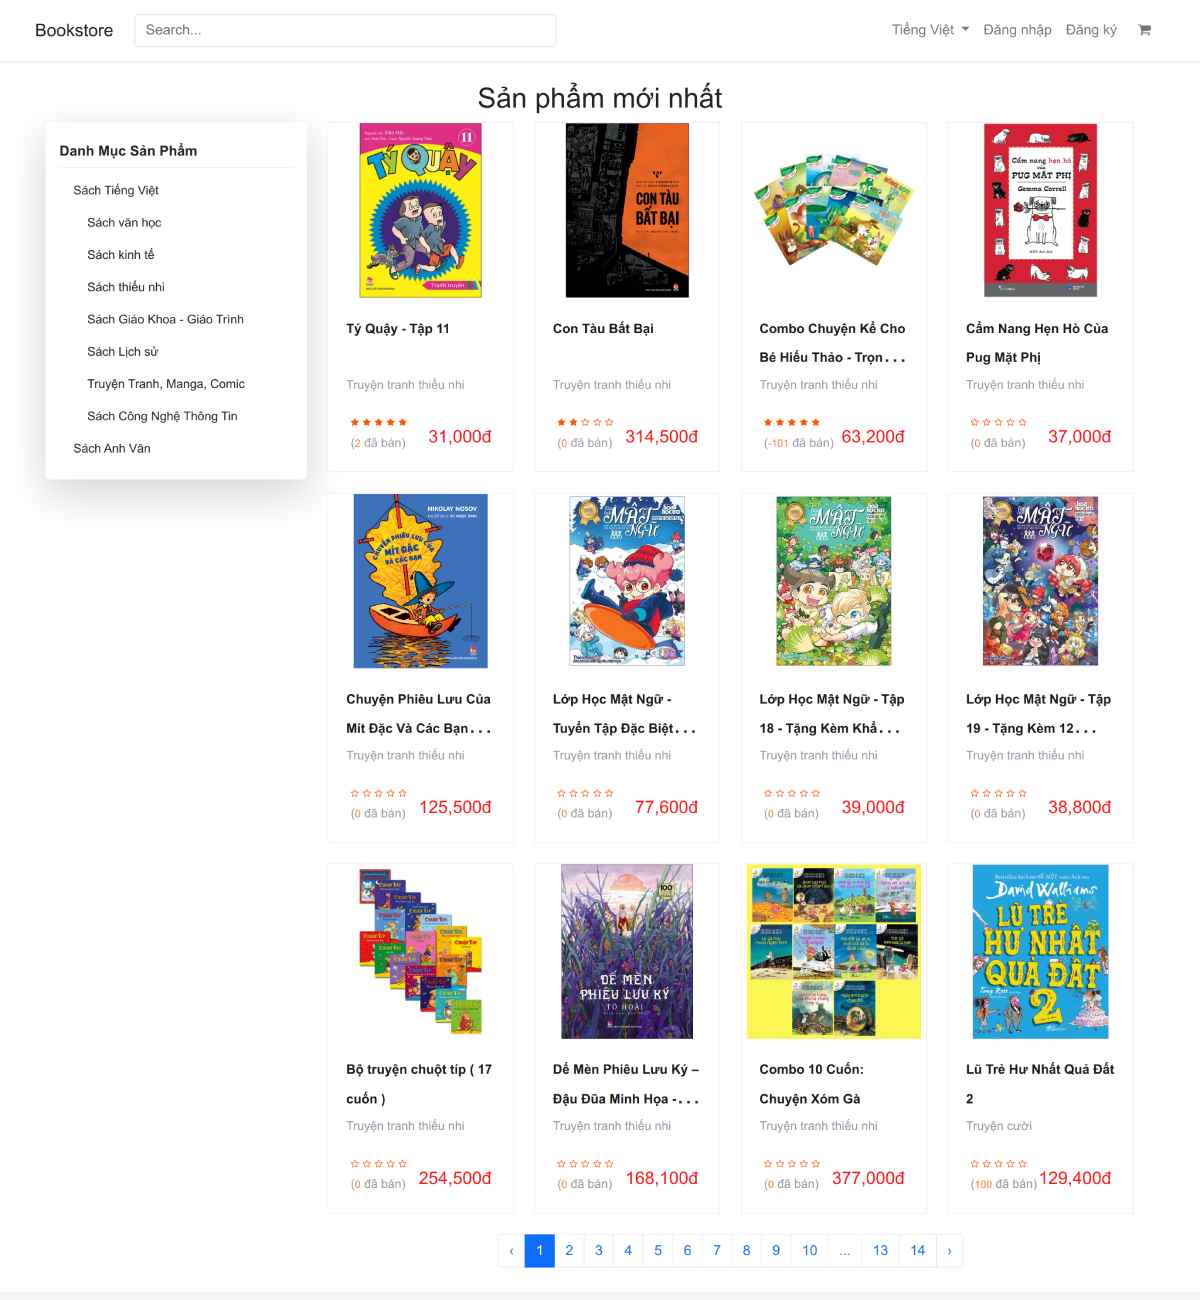 Bookstore
Search...
Tiếng Việt
Đăng nhập
Đăng ký
Sản phẩm mới nhất
Danh Mục Sản Phẩm
Sách Tiếng Việt
Sách văn học
Sách kinh tế
Sách thiếu nhi
Sách Giáo Khoa - Giáo Trình
Sách Lịch sử
Truyện Tranh, Manga, Comic
Sách Công Nghệ Thông Tin
Sách Anh Văn
11
TÝ QUẬY
Tranh truyện
Tý Quậy - Tập 11
Truyện tranh thiếu nhi
(2 đã bán)
31,000đ
CON TÀU
BẤT BẠI
Con Tàu Bất Bại
Truyện tranh thiếu nhi
(0 đã bán)
314,500đ
Combo Chuyện Kể Cho
Bé Hiếu Thảo - Trọn...
Truyện tranh thiếu nhi
(-101 đã bán)
63,200đ
Cẩm nang hẹn hò
của
PUG MẶT PHỊ
Gemma Correll
Cẩm Nang Hẹn Hò Của
Pug Mặt Phị
Truyện tranh thiếu nhi
(0 đã bán)
37,000đ
NIKOLAY NOSOV
CHUYỆN PHIÊU LƯU CỦA
MÍT ĐẶC
VÀ CÁC BẠN
Chuyện Phiêu Lưu Của
Mít Đặc Và Các Bạn...
Truyện tranh thiếu nhi
(0 đã bán)
125,500đ
MẬT
NGỮ
Lớp Học Mật Ngữ -
Tuyển Tập Đặc Biệt...
Truyện tranh thiếu nhi
(0 đã bán)
77,600đ
MẬT
NGỮ
Lớp Học Mật Ngữ - Tập
18 - Tặng Kèm Khẩ...
Truyện tranh thiếu nhi
(0 đã bán)
39,000đ
MẬT
NGỮ
Lớp Học Mật Ngữ - Tập
19 - Tặng Kèm 12...
Truyện tranh thiếu nhi
(0 đã bán)
38,800đ
Bộ truyện chuột típ ( 17
cuốn )
Truyện tranh thiếu nhi
(0 đã bán)
254,500đ
100
DẾ MÈN
PHIÊU LƯU KÝ
TÔ HOÀI
Dế Mèn Phiêu Lưu Ký –
Đậu Đũa Minh Họa -...
Truyện tranh thiếu nhi
(0 đã bán)
168,100đ
Combo 10 Cuốn:
Chuyện Xóm Gà
Truyện tranh thiếu nhi
(0 đã bán)
377,000đ
David Walliams
LŨ TRẺ
HƯ NHẤT
QUẢ ĐẤT
2
Tony Ross
Lũ Trẻ Hư Nhất Quả Đất
2
Truyện cười
(100 đã bán)
129,400đ
‹ 1 2 3 4 5 6 7 8 9 10 ... 13 14 ›